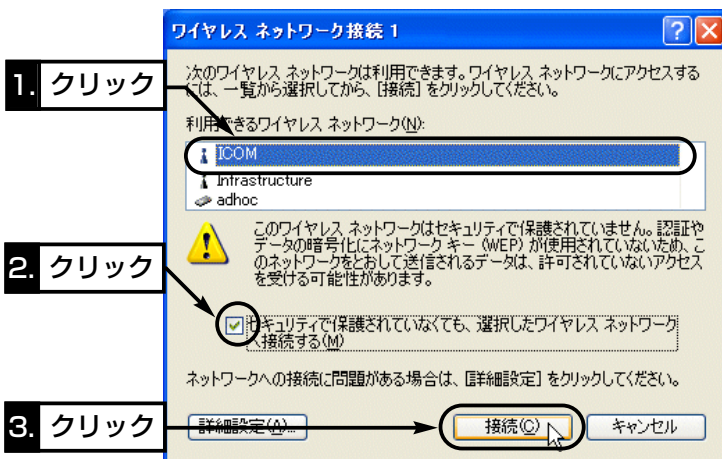 ワイヤレス ネットワーク接続 1
次のワイヤレス ネットワークは利用できます。ワイヤレス ネットワークにアクセスする
には、一覧から選択してから、[接続] をクリックしてください。
1. クリック
利用できるワイヤレス ネットワーク(N):
ICOM
Infrastructure
adhoc
このワイヤレス ネットワークはセキュリティで保護されていません。認証や
データの暗号化にネットワーク キー (WEP) が使用されていないため、こ
のネットワークをとおして送信されるデータは、許可されていないアクセス
を受ける可能性があります。
2. クリック
セキュリティで保護されていなくても、選択したワイヤレス ネットワーク
へ接続する(M)
ネットワークへの接続に問題がある場合は、[詳細設定] をクリックしてください。
3. クリック
詳細設定(A)...
接続(C)
キャンセル